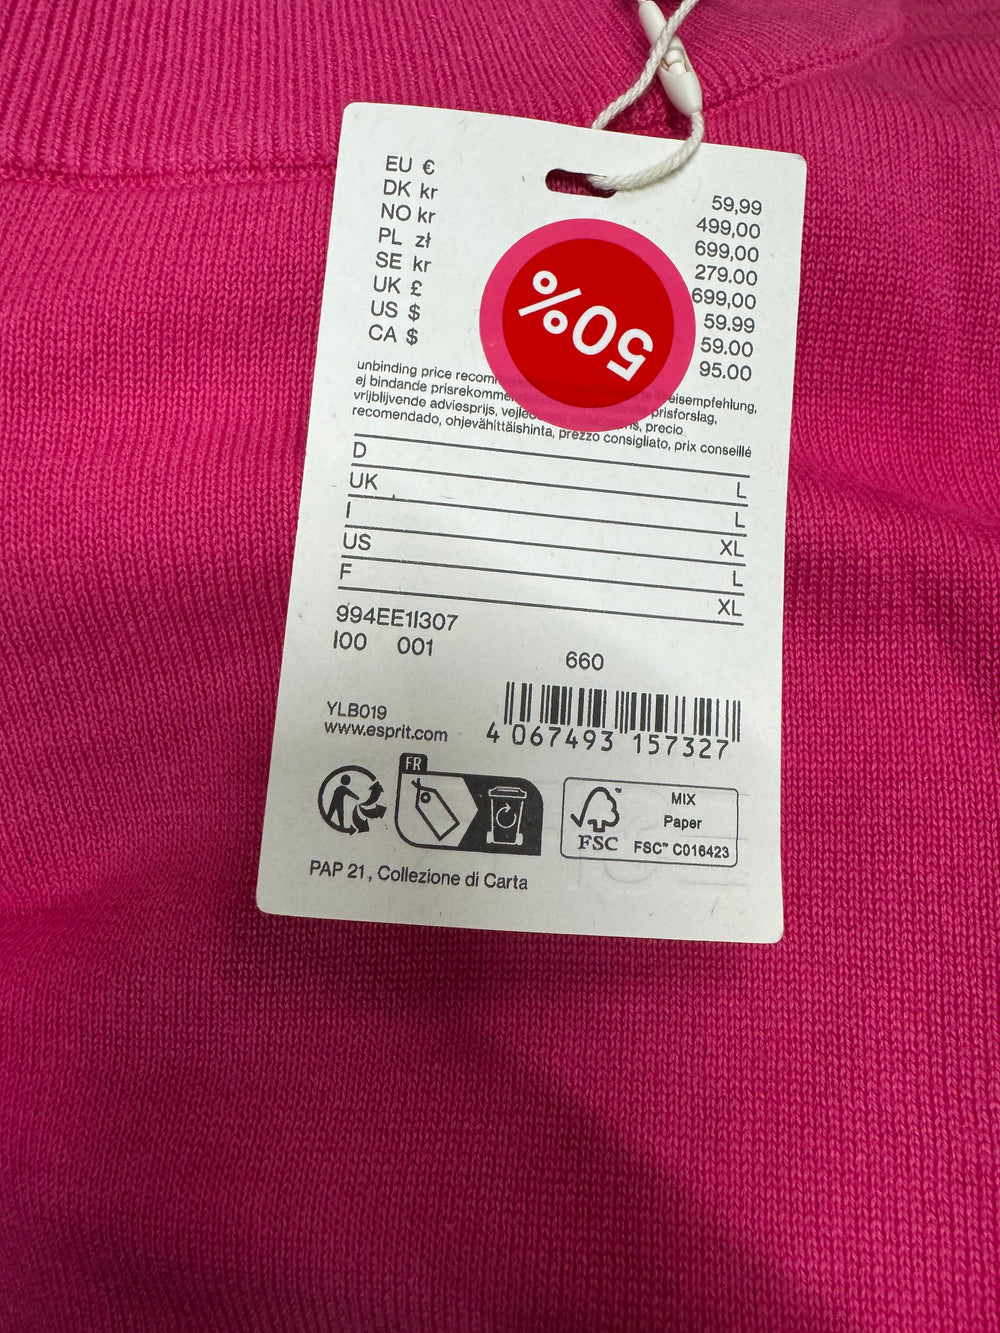 EU € 59,99
DK kr 499,00
NO kr 699,00
PL zł 279.00
SE kr 699,00
UK £ 59.99
US $ 59.00
CA $ 95.00
50%
unbinding price
ej bindande
vrijblijvende adviesprijs, prisforslag,
recomendado, ohjevähittäishinta, prezzo consigliato, prix conseillé
precio
D L
UK L
I XL
US L
F XL
994EE1I307
I00 001
660
YLB019
www.esprit.com
4 067493 157327
FR
FSC
MIX
Paper
FSC™ C016423
PAP 21, Collezione di Carta